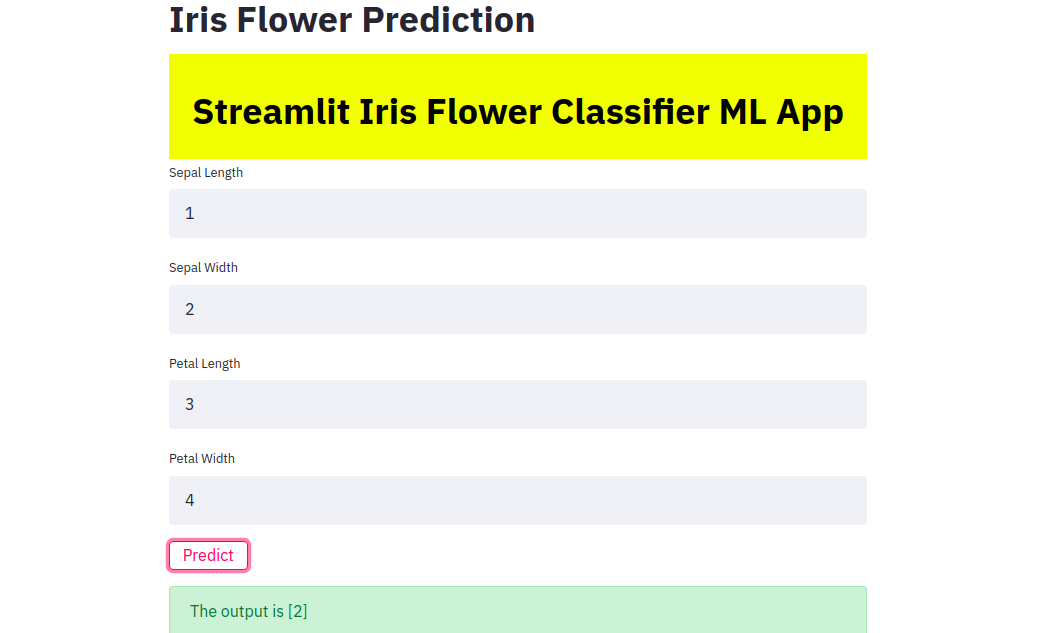 Iris Flower Prediction
Streamlit Iris Flower Classifier ML App
Sepal Length
1
Sepal Width
2
Petal Length
3
Petal Width
4
Predict
The output is [2]